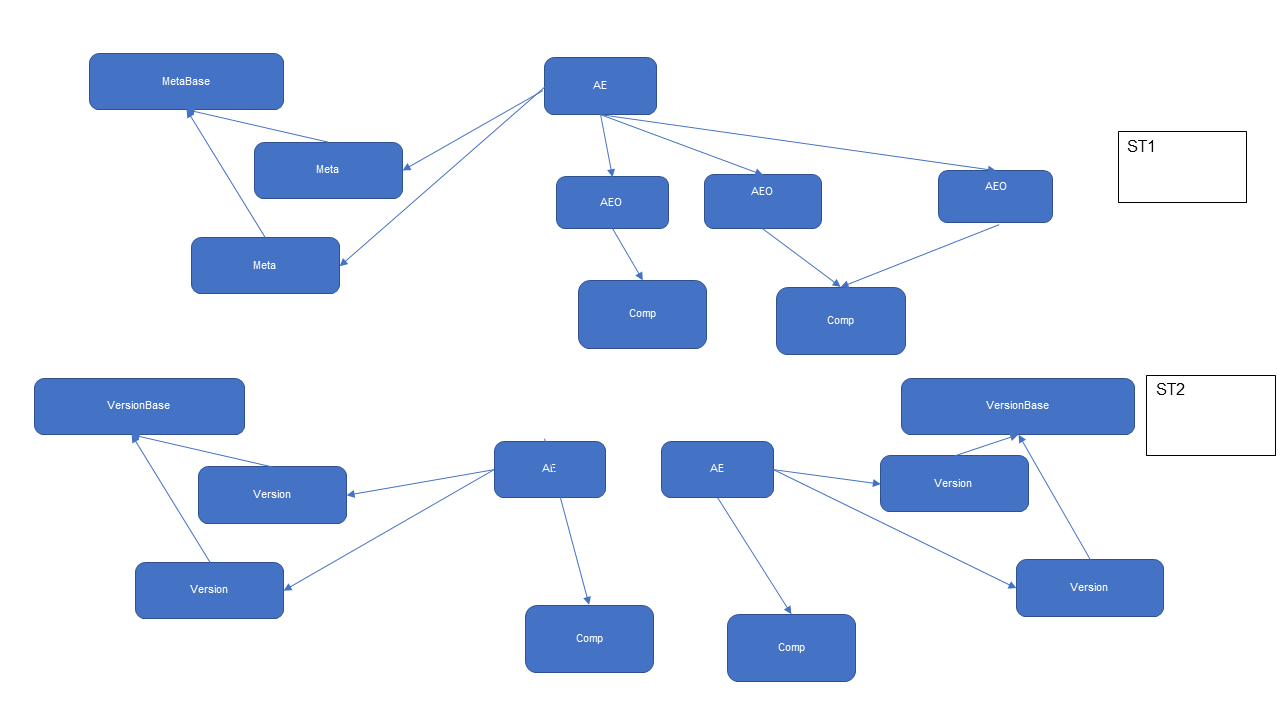 MetaBase
AE
ST1
Meta
AEO
AEO
AEO
Meta
Comp
Comp
VersionBase
VersionBase
ST2
AE
AE
Version
Version
Version
Version
Comp
Comp